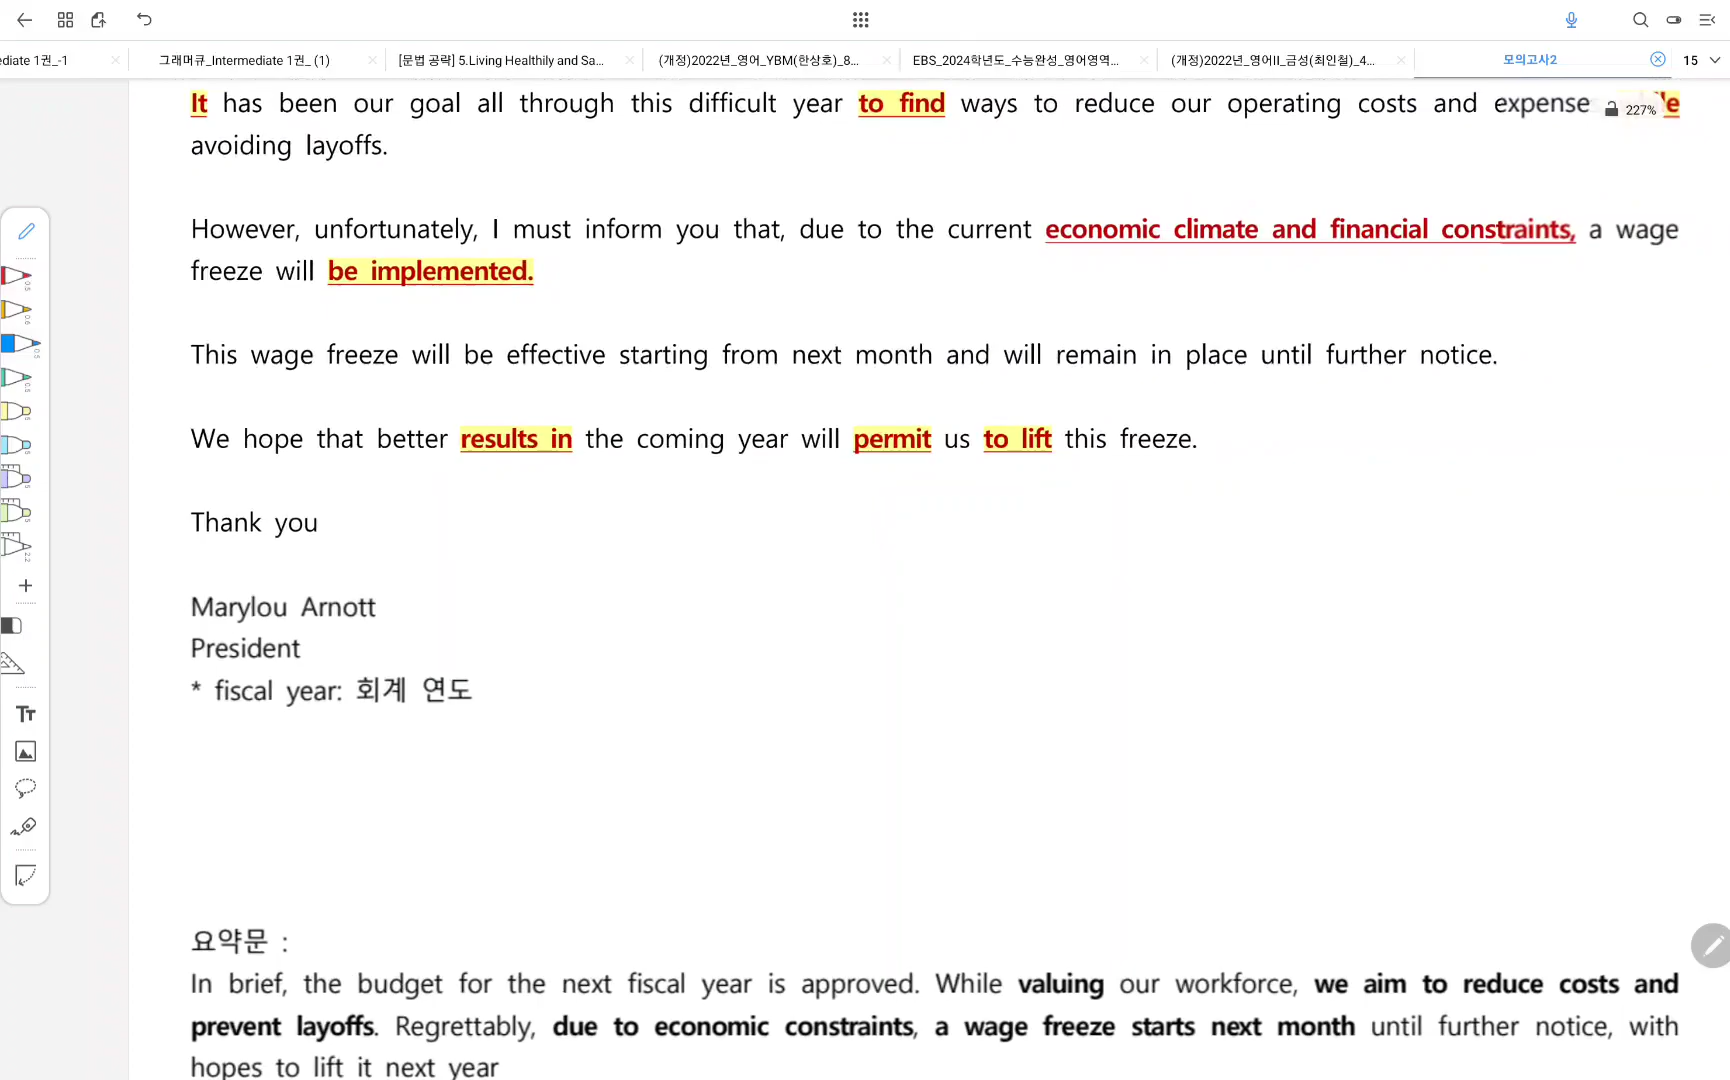 ediate 1권_-1
그래머큐_Intermediate 1권_ (1)
[문법 공략] 5.Living Healthily and Sa...
(개정)2022년_영어_YBM(한상호)_8...
EBS_2024학년도_수능완성_영어영역...
(개정)2022년_영어II_금성(최인철)_4...
모의고사2
15
It has been our goal all through this difficult year to find ways to reduce our operating costs and expense
227%
avoiding layoffs.
However, unfortunately, I must inform you that, due to the current economic climate and financial constraints, a wage
freeze will be implemented.
This wage freeze will be effective starting from next month and will remain in place until further notice.
We hope that better results in the coming year will permit us to lift this freeze.
Thank you
Marylou Arnott
President
* fiscal year: 회계 연도
요약문 :
In brief, the budget for the next fiscal year is approved. While valuing our workforce, we aim to reduce costs and
prevent layoffs. Regrettably, due to economic constraints, a wage freeze starts next month until further notice, with
hopes to lift it next year